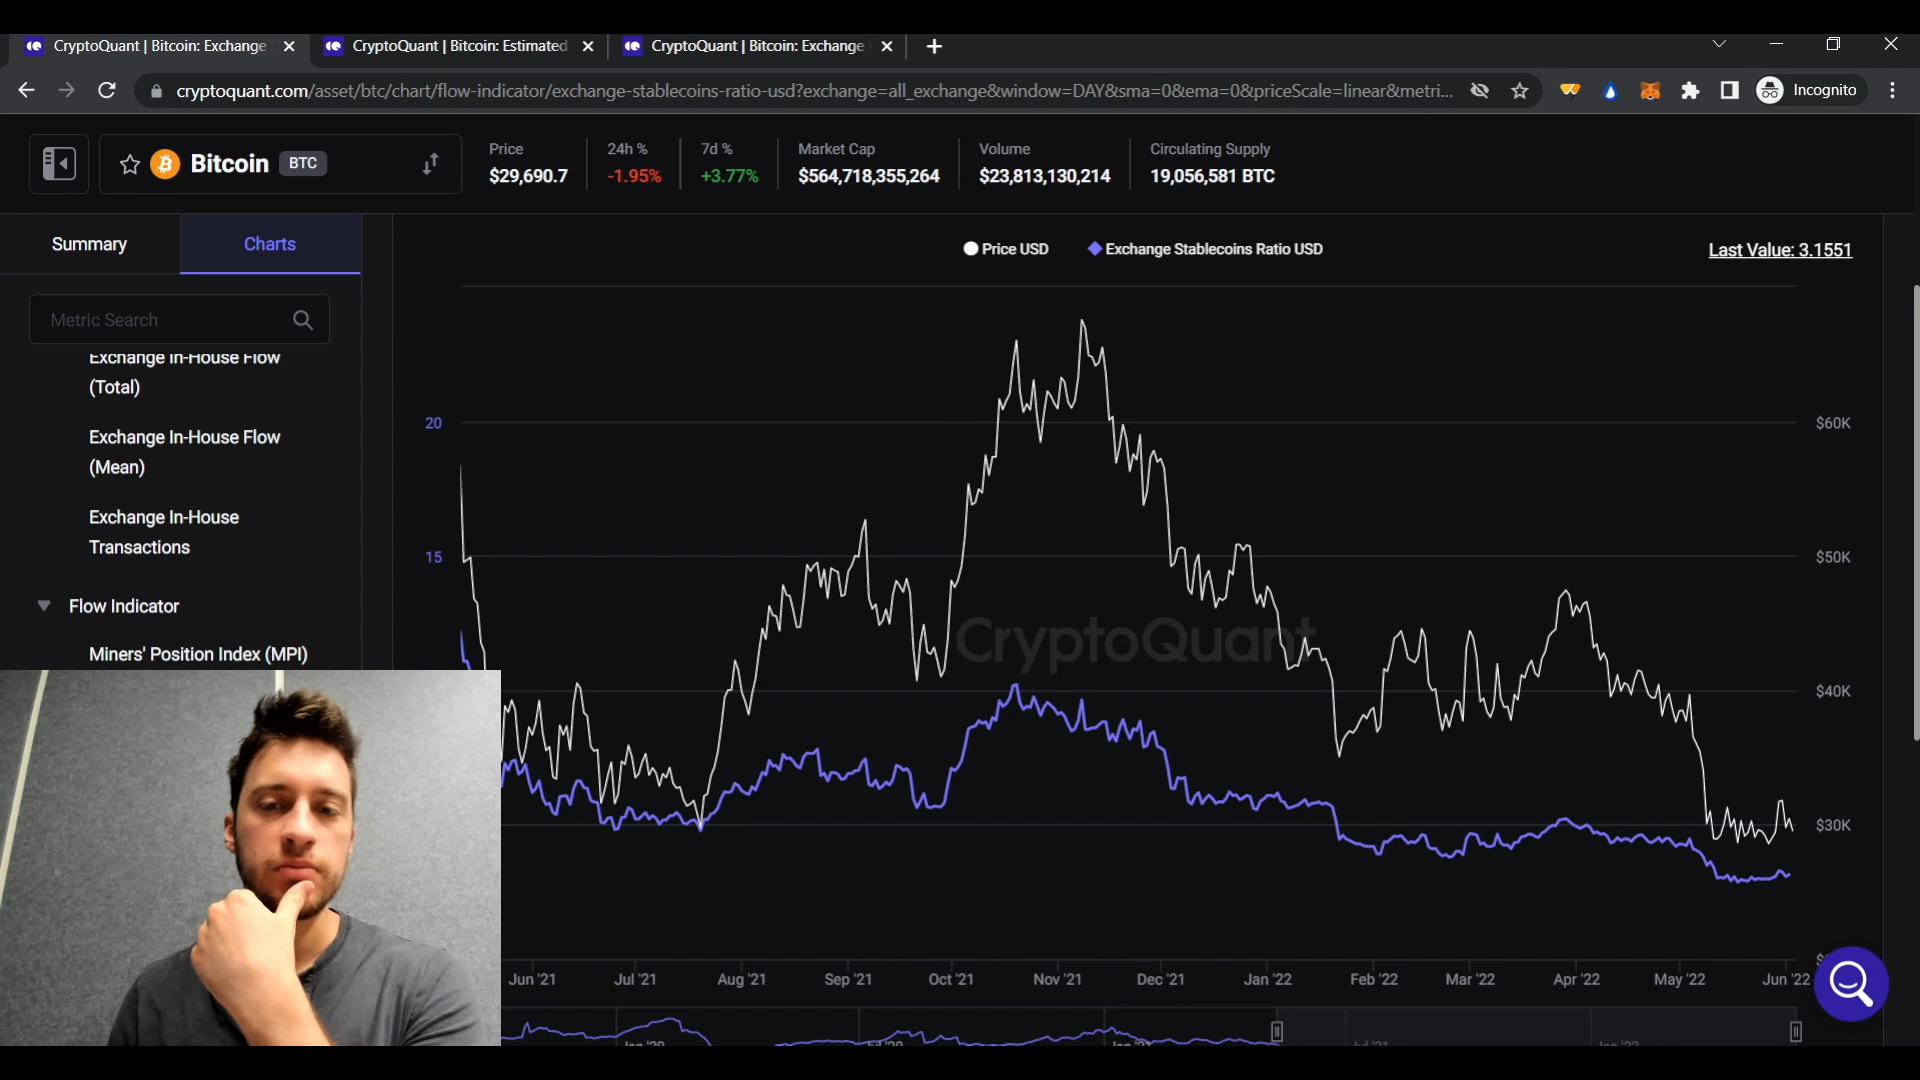 CryptoQuant | Bitcoin: Exchange
CryptoQuant | Bitcoin: Estimated
CryptoQuant | Bitcoin: Exchange
cryptoquant.com/asset/btc/chart/flow-indicator/exchange-stablecoins-ratio-usd?exchange=all_exchange&window=DAY&sma=0&ema=0&priceScale=linear&metri...
Incognito
Bitcoin BTC
Price
$29,690.7
24h %
-1.95%
7d %
+3.77%
Market Cap
$564,718,355,264
Volume
$23,813,130,214
Circulating Supply
19,056,581 BTC
Summary
Charts
Metric Search
Exchange In-House Flow
(Total)
Exchange In-House Flow
(Mean)
Exchange In-House
Transactions
Flow Indicator
Miners' Position Index (MPI)
Price USD
Exchange Stablecoins Ratio USD
Last Value: 3.1551
20
15
$60K
$50K
$40K
$30K
CryptoQuant
Jun '21
Jul '21
Aug '21
Sep '21
Oct '21
Nov '21
Dec '21
Jan '22
Feb '22
Mar '22
Apr '22
May '22
Jun '22